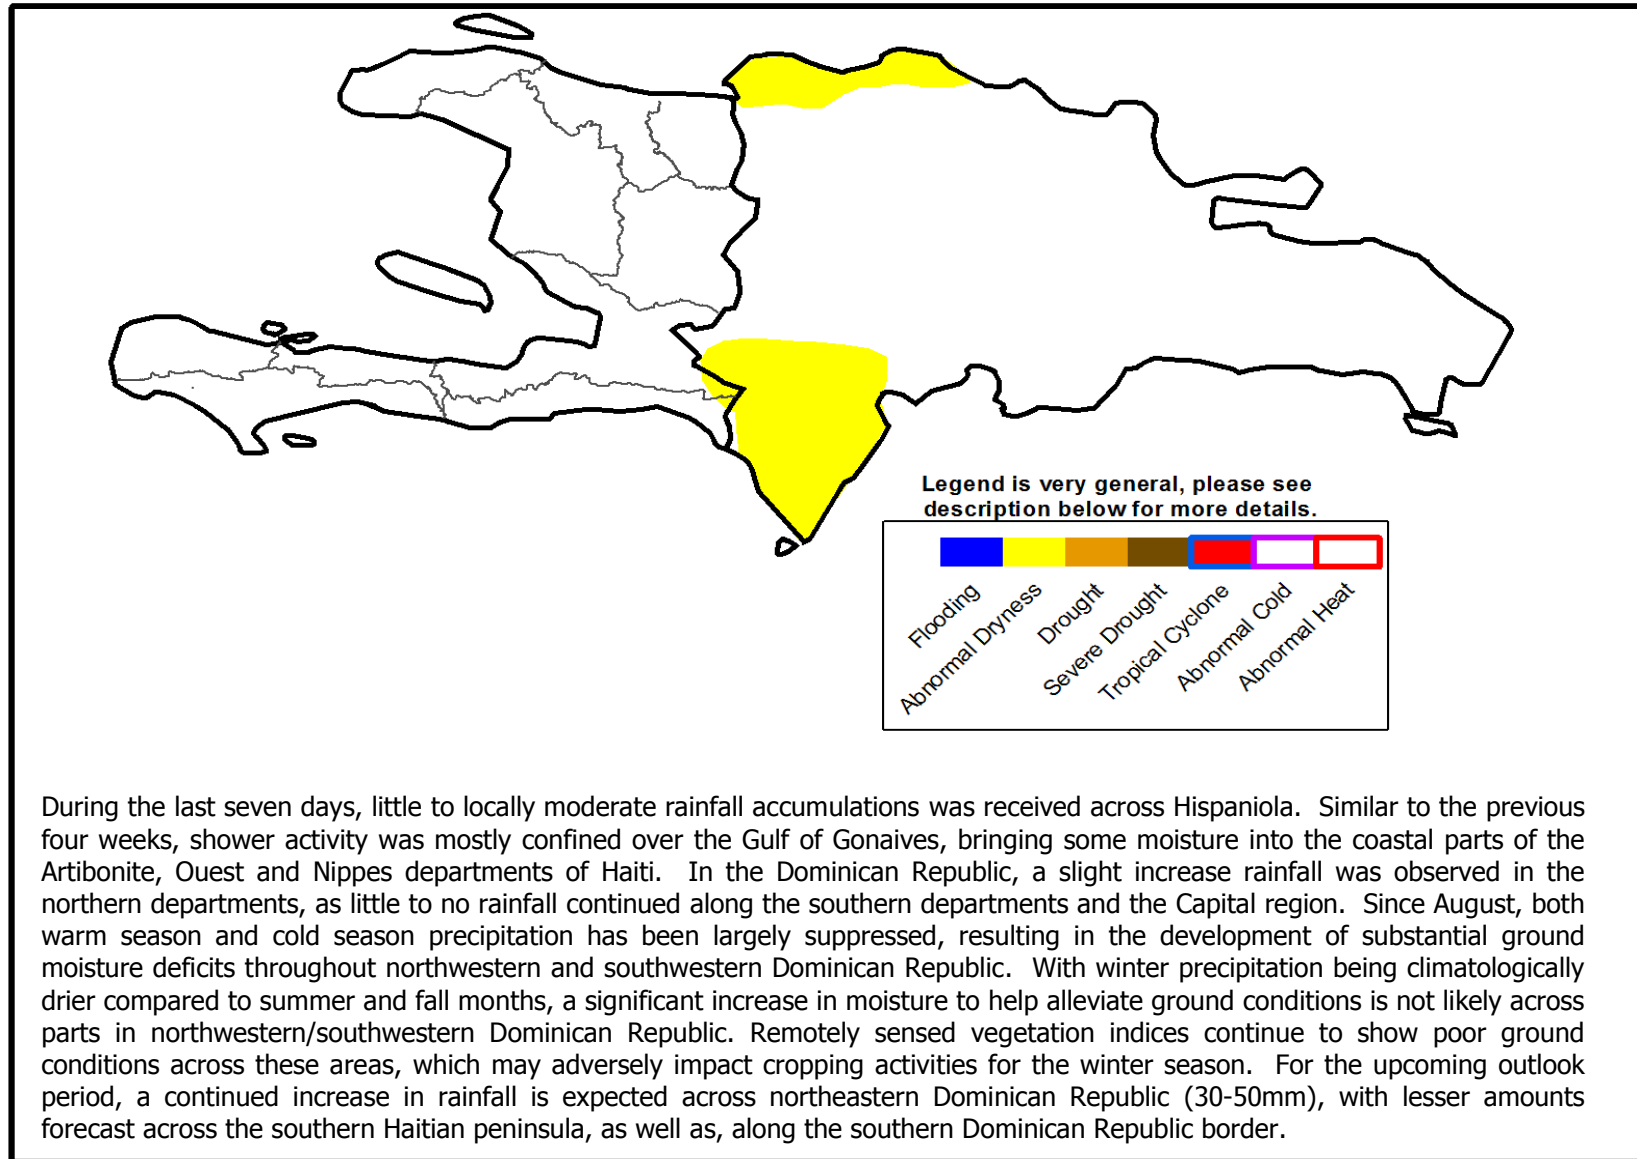 Legend is very general, please see
description below for more details.
Flooding
Abnormal Dryness
Drought
Severe Drought
Tropical Cyclone
Abnormal Cold
Abnormal Heat
During the last seven days, little to locally moderate rainfall accumulations was received across Hispaniola.  Similar to the previous
four weeks, shower activity was mostly confined over the Gulf of Gonaives, bringing some moisture into the coastal parts of the
Artibonite, Ouest and Nippes departments of Haiti.  In the Dominican Republic, a slight increase rainfall was observed in the
northern departments, as little to no rainfall continued along the southern departments and the Capital region.  Since August, both
warm season and cold season precipitation has been largely suppressed, resulting in the development of substantial ground
moisture deficits throughout northwestern and southwestern Dominican Republic.  With winter precipitation being climatologically
drier compared to summer and fall months, a significant increase in moisture to help alleviate ground conditions is not likely across
parts in northwestern/southwestern Dominican Republic. Remotely sensed vegetation indices continue to show poor ground
conditions across these areas, which may adversely impact cropping activities for the winter season.  For the upcoming outlook
period, a continued increase in rainfall is expected across northeastern Dominican Republic (30-50mm), with lesser amounts
forecast across the southern Haitian peninsula, as well as, along the southern Dominican Republic border.